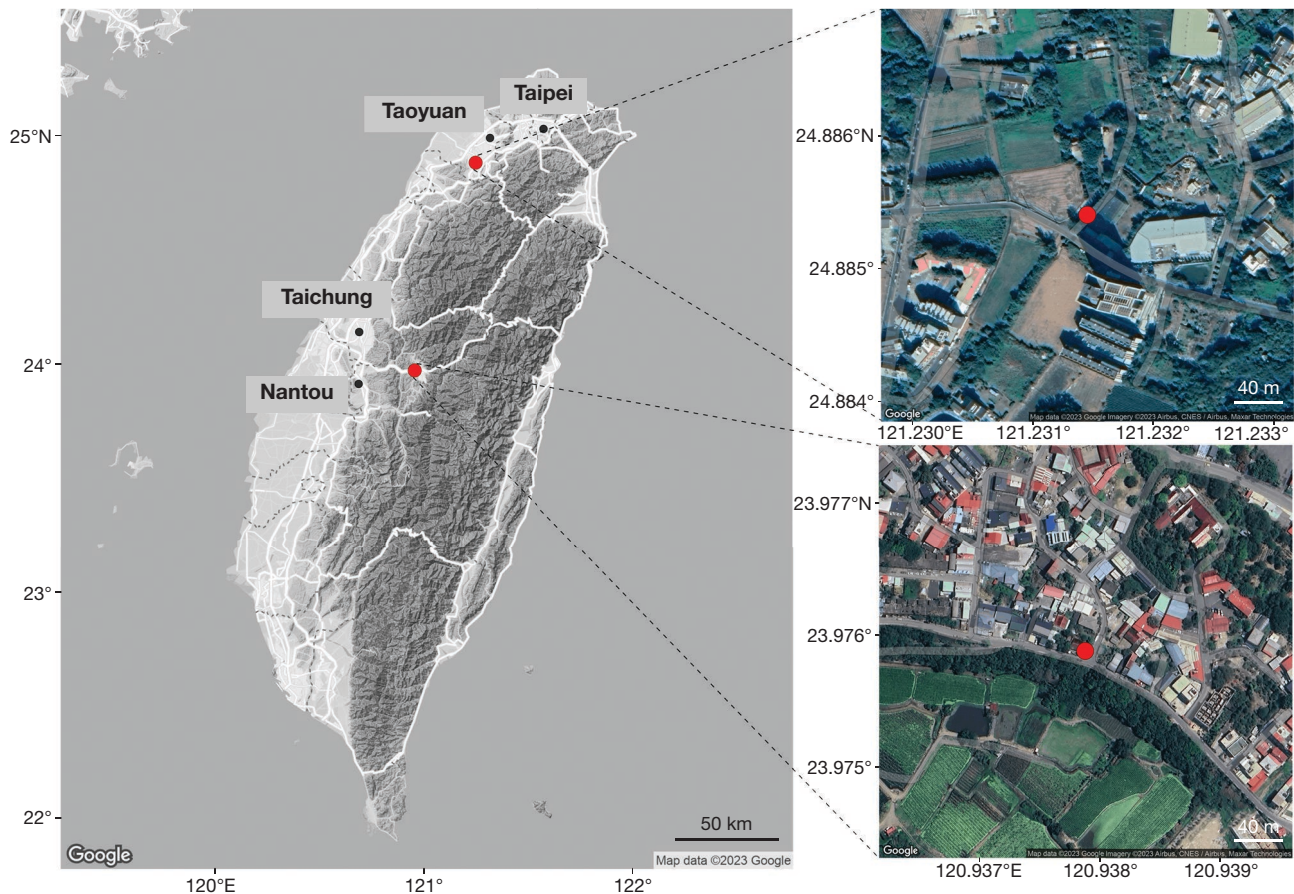 Taipei
Taoyuan
25°N
Taichung
24°
Nantou
23°
22°
50 km
Google
Map data ©2023 Google
120°E
121°
122°
24.886°N
24.885°
24.884°
40 m
Google
Map data ©2023 Google Imagery ©2023 Airbus, CNES / Airbus, Maxar Technologies
121.230°E
121.231°
121.232°
121.233°
23.977°N
23.976°
23.975°
40 m
Google
Map data ©2023 Google Imagery ©2023 Airbus, CNES / Airbus, Maxar Technologies
120.937°E
120.938°
120.939°